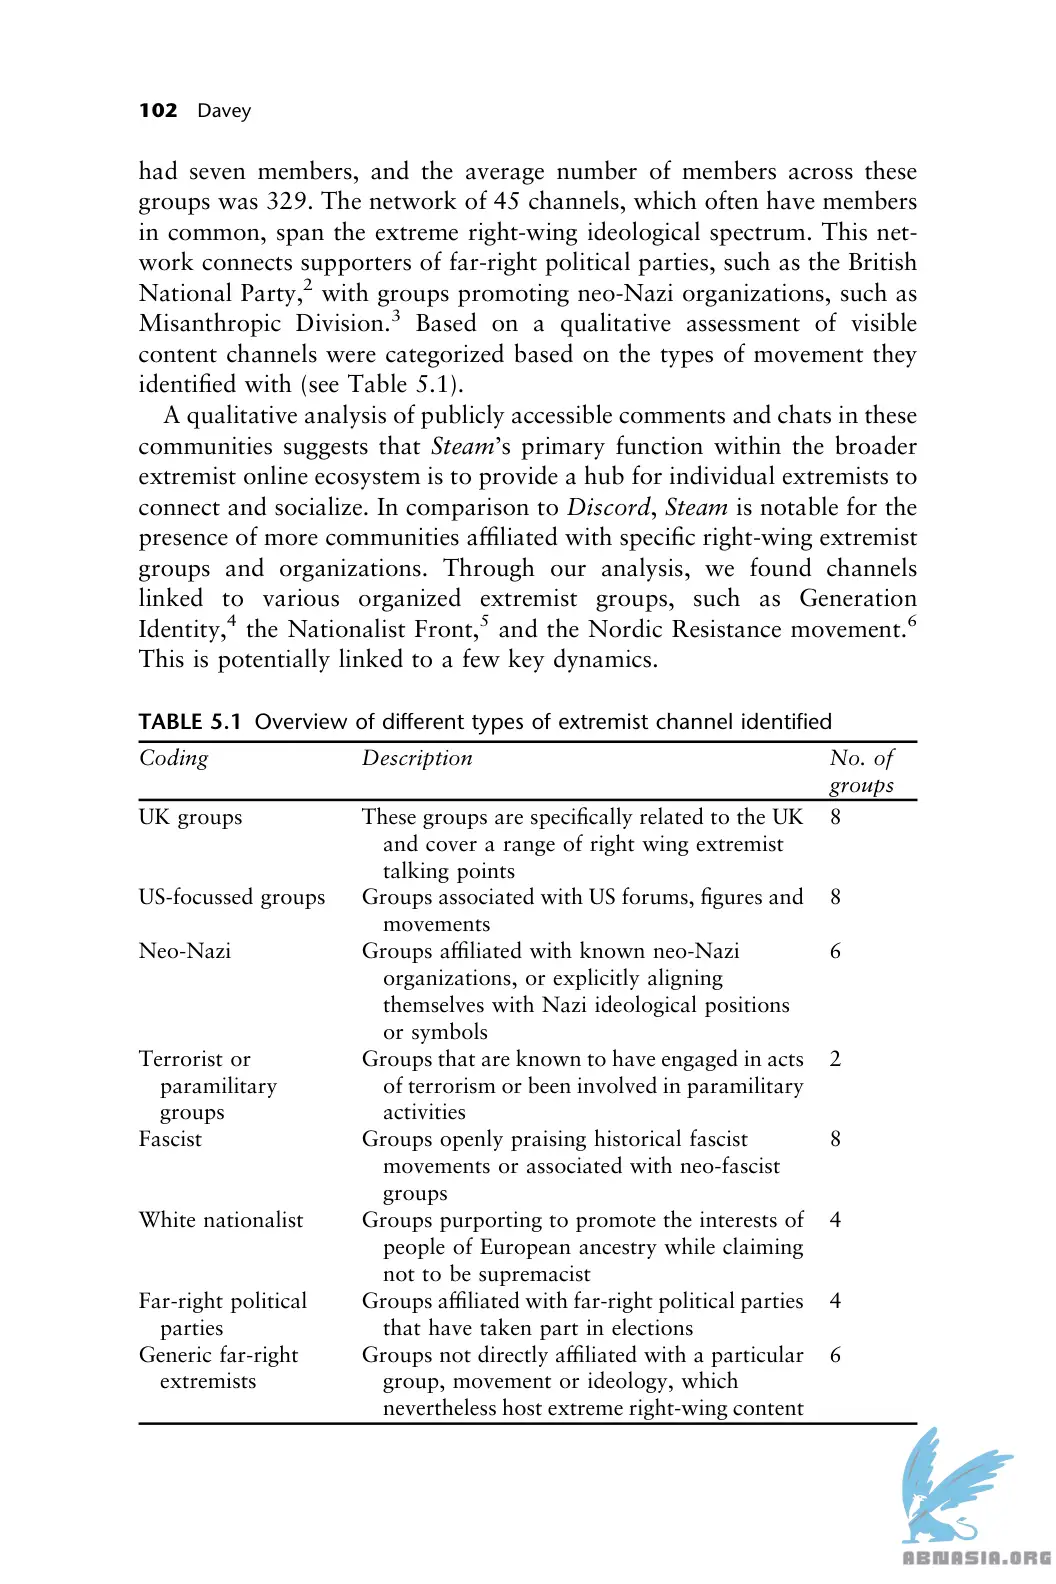 102 Davey
had seven members, and the average number of members across these
groups was 329. The network of 45 channels, which often have members
in common, span the extreme right-wing ideological spectrum. This net-
work connects supporters of far-right political parties, such as the British
National Party,2 with groups promoting neo-Nazi organizations, such as
Misanthropic Division.3 Based on a qualitative assessment of visible
content channels were categorized based on the types of movement they
identified with (see Table 5.1).
A qualitative analysis of publicly accessible comments and chats in these
communities suggests that Steam's primary function within the broader
extremist online ecosystem is to provide a hub for individual extremists to
connect and socialize. In comparison to Discord, Steam is notable for the
presence of more communities affiliated with specific right-wing extremist
groups and organizations. Through our analysis, we found channels
linked to various organized extremist groups, such as Generation
Identity,4 the Nationalist Front,5 and the Nordic Resistance movement.6
This is potentially linked to a few key dynamics.
TABLE 5.1 Overview of different types of extremist channel identified
Coding Description No. of
groups
UK groups These groups are specifically related to the UK 8
and cover a range of right wing extremist
talking points
US-focussed groups Groups associated with US forums, figures and 8
movements
Neo-Nazi Groups affiliated with known neo-Nazi 6
organizations, or explicitly aligning
themselves with Nazi ideological positions
or symbols
Terrorist or Groups that are known to have engaged in acts 2
paramilitary of terrorism or been involved in paramilitary
groups activities
Fascist Groups openly praising historical fascist 8
movements or associated with neo-fascist
groups
White nationalist Groups purporting to promote the interests of 4
people of European ancestry while claiming
not to be supremacist
Far-right political Groups affiliated with far-right political parties 4
parties that have taken part in elections
Generic far-right Groups not directly affiliated with a particular 6
extremists group, movement or ideology, which
nevertheless host extreme right-wing content
ABNASIA.ORG